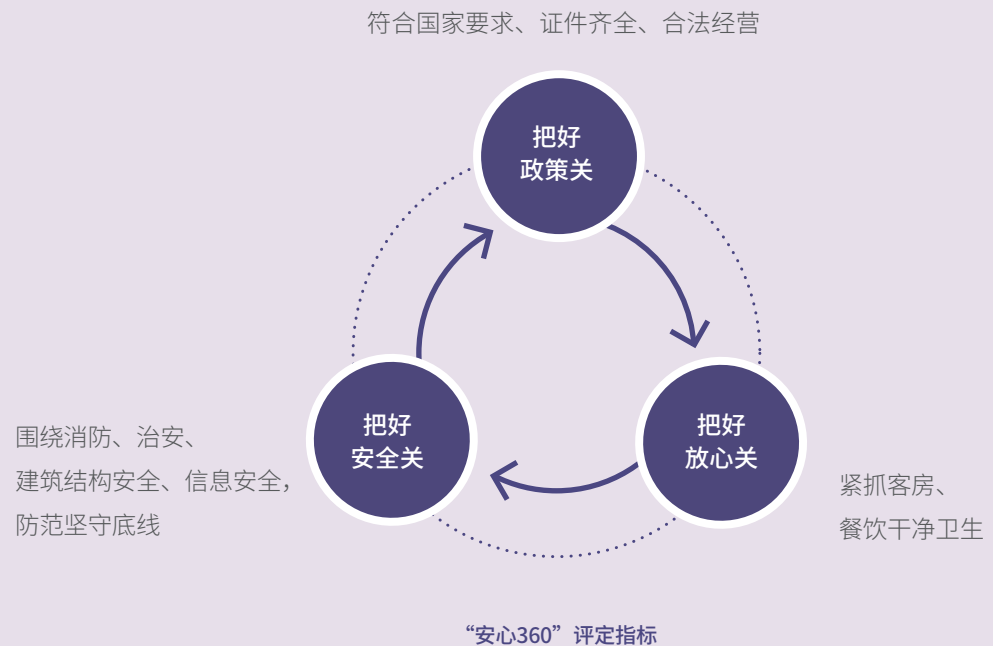 符合国家要求、证件齐全、合法经营
把好
政策关
把好
安全关
把好
放心关
围绕消防、治安、
建筑结构安全、信息安全，
防范坚守底线
紧抓客房、
餐饮干净卫生
“安心360”评定指标